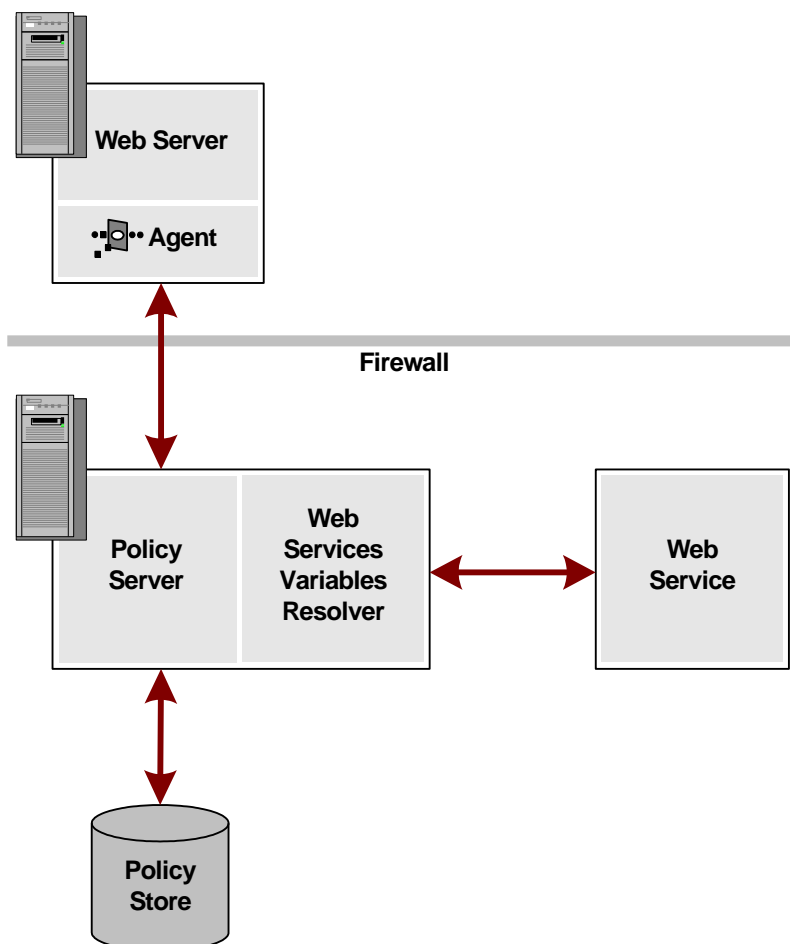 Web Server
Agent
Firewall
Policy
Server
Web
Services
Variables
Resolver
Web
Service
Policy
Store